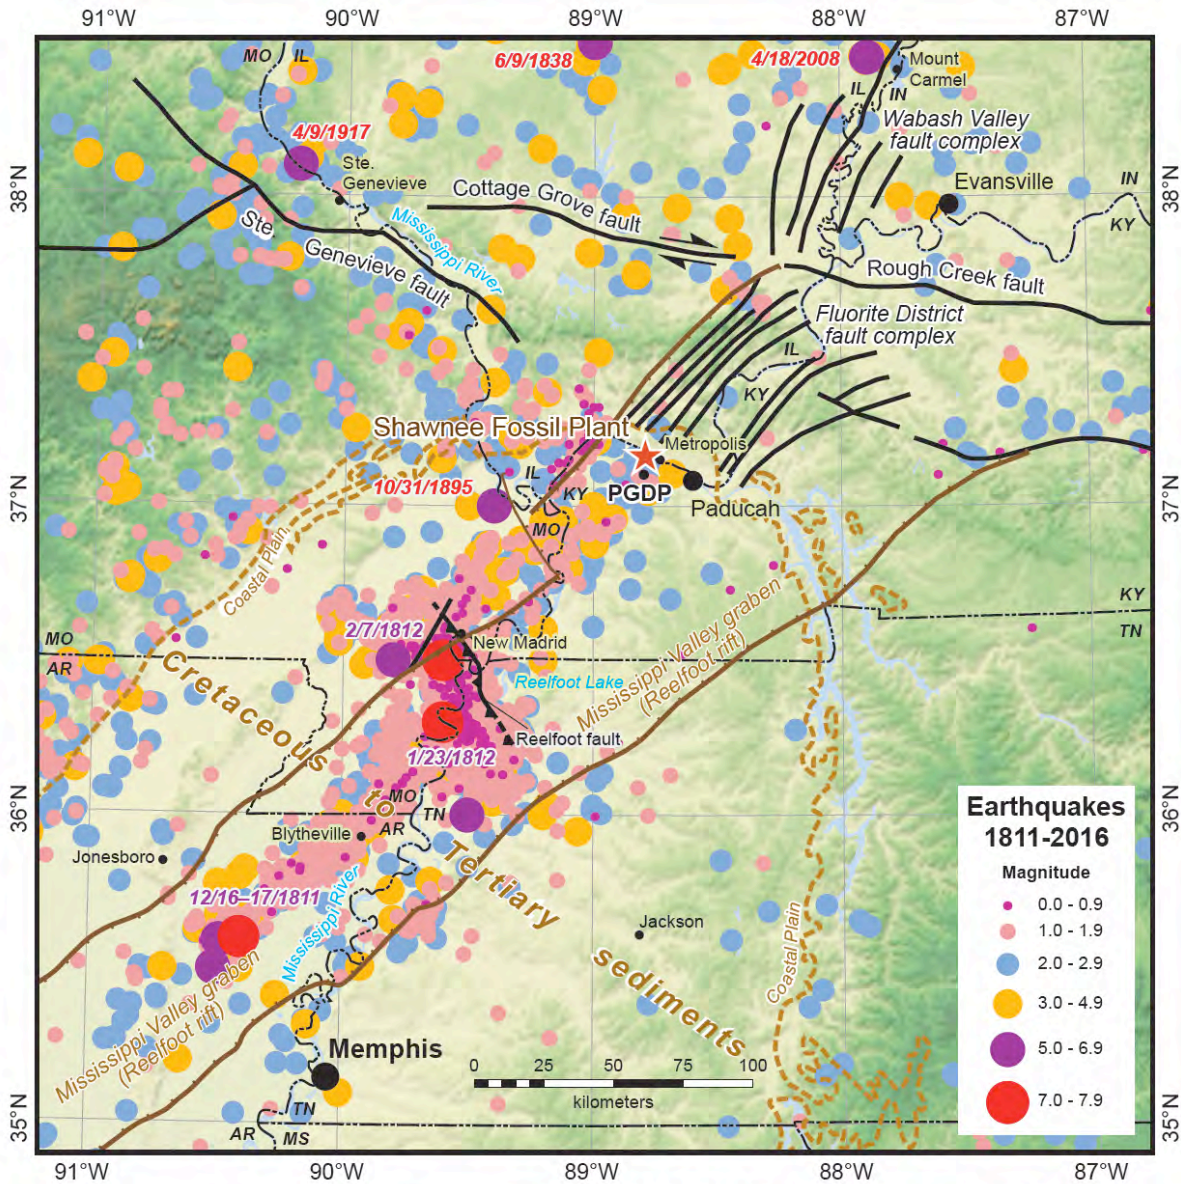 91°W 90°W 89°W 88°W 87°W
38°N
37°N
36°N
35°N
38°N
37°N
36°N
35°N
91°W 90°W 89°W 88°W 87°W
MO IL
6/9/1838
4/18/2008
Mount
Carmel
IL
IN
Wabash Valley
fault complex
4/9/1917
Ste.
Genevieve
Cottage Grove fault
Evansville
IN
KY
Mississippi River
Ste Genevieve fault
Rough Creek fault
Fluorite District
fault complex
IL
KY
Shawnee Fossil Plant
Metropolis
10/31/1895
IL
KY
PGDP
MO
Paducah
Coastal Plain
KY
TN
2/7/1812
New Madrid
MO
AR
Reelfoot Lake
Mississippi Valley graben
(Reelfoot rift)
Cretaceous
to
Tertiary
sediments
Reelfoot fault
1/23/1812
MO
TN
AR
Blytheville
Jonesboro
12/16–17/1811
Mississippi River
Jackson
Coastal Plain
Mississippi Valley graben
(Reelfoot rift)
Memphis
TN
AR
MS
0 25 50 75 100
kilometers
Earthquakes
1811-2016
Magnitude
0.0 - 0.9
1.0 - 1.9
2.0 - 2.9
3.0 - 4.9
5.0 - 6.9
7.0 - 7.9